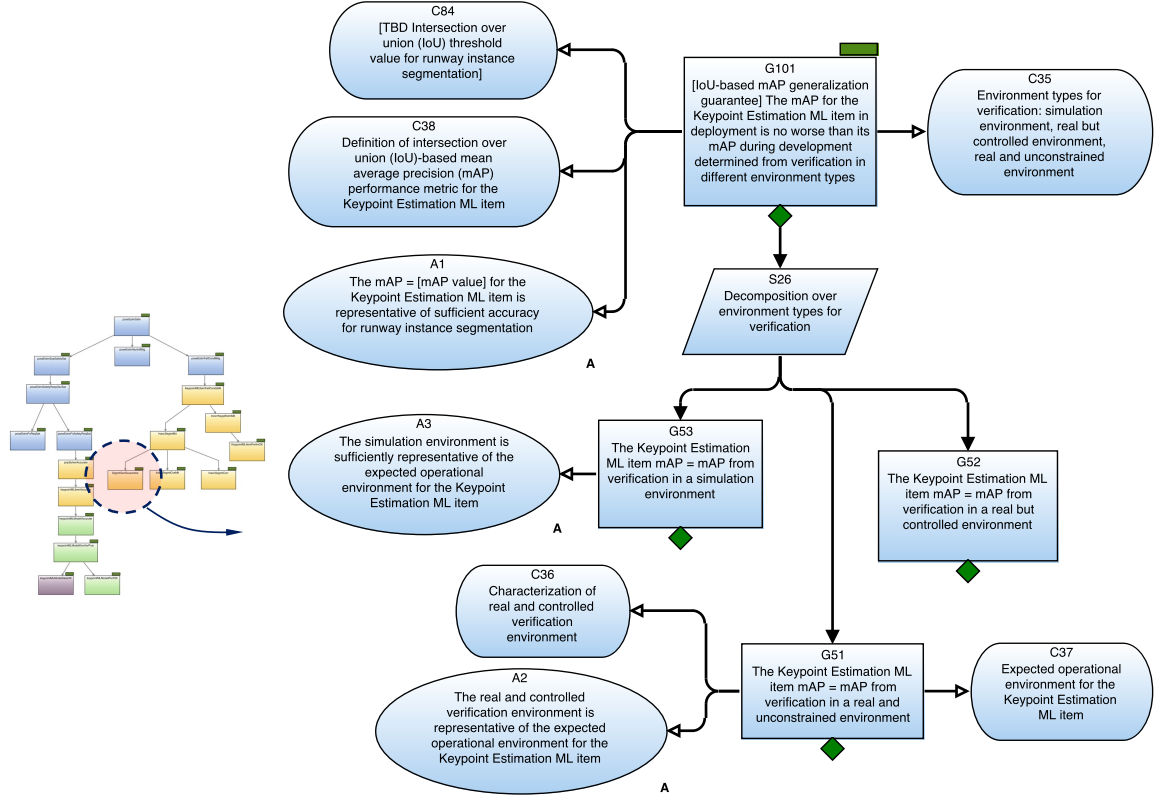 C84
[TBD Intersection over
union (IoU) threshold
value for runway instance
segmentation]
G101
[IoU-based mAP generalization
guarantee] The mAP for the
Keypoint Estimation ML item in
deployment is no worse than its
mAP during development
determined from verification in
different environment types
C35
Environment types for
verification: simulation
environment, real but
controlled environment,
real and unconstrained
environment
C38
Definition of intersection over
union (IoU)-based mean
average precision (mAP)
performance metric for the
Keypoint Estimation ML item
A1
The mAP = [mAP value] for the
Keypoint Estimation ML item is
representative of sufficient accuracy
for runway instance segmentation
A
S26
Decomposition over
environment types for
verification
A3
The simulation environment is
sufficiently representative of the
expected operational
environment for the Keypoint
Estimation ML item
A
G53
The Keypoint Estimation
ML item mAP = mAP from
verification in a simulation
environment
G52
The Keypoint Estimation ML
item mAP = mAP from
verification in a real but
controlled environment
C36
Characterization of
real and controlled
verification
environment
A2
The real and controlled
verification environment is
representative of the expected
operational environment for the
Keypoint Estimation ML item
A
G51
The Keypoint Estimation ML
item mAP = mAP from
verification in a real and
unconstrained environment
C37
Expected operational
environment for the
Keypoint Estimation
ML item